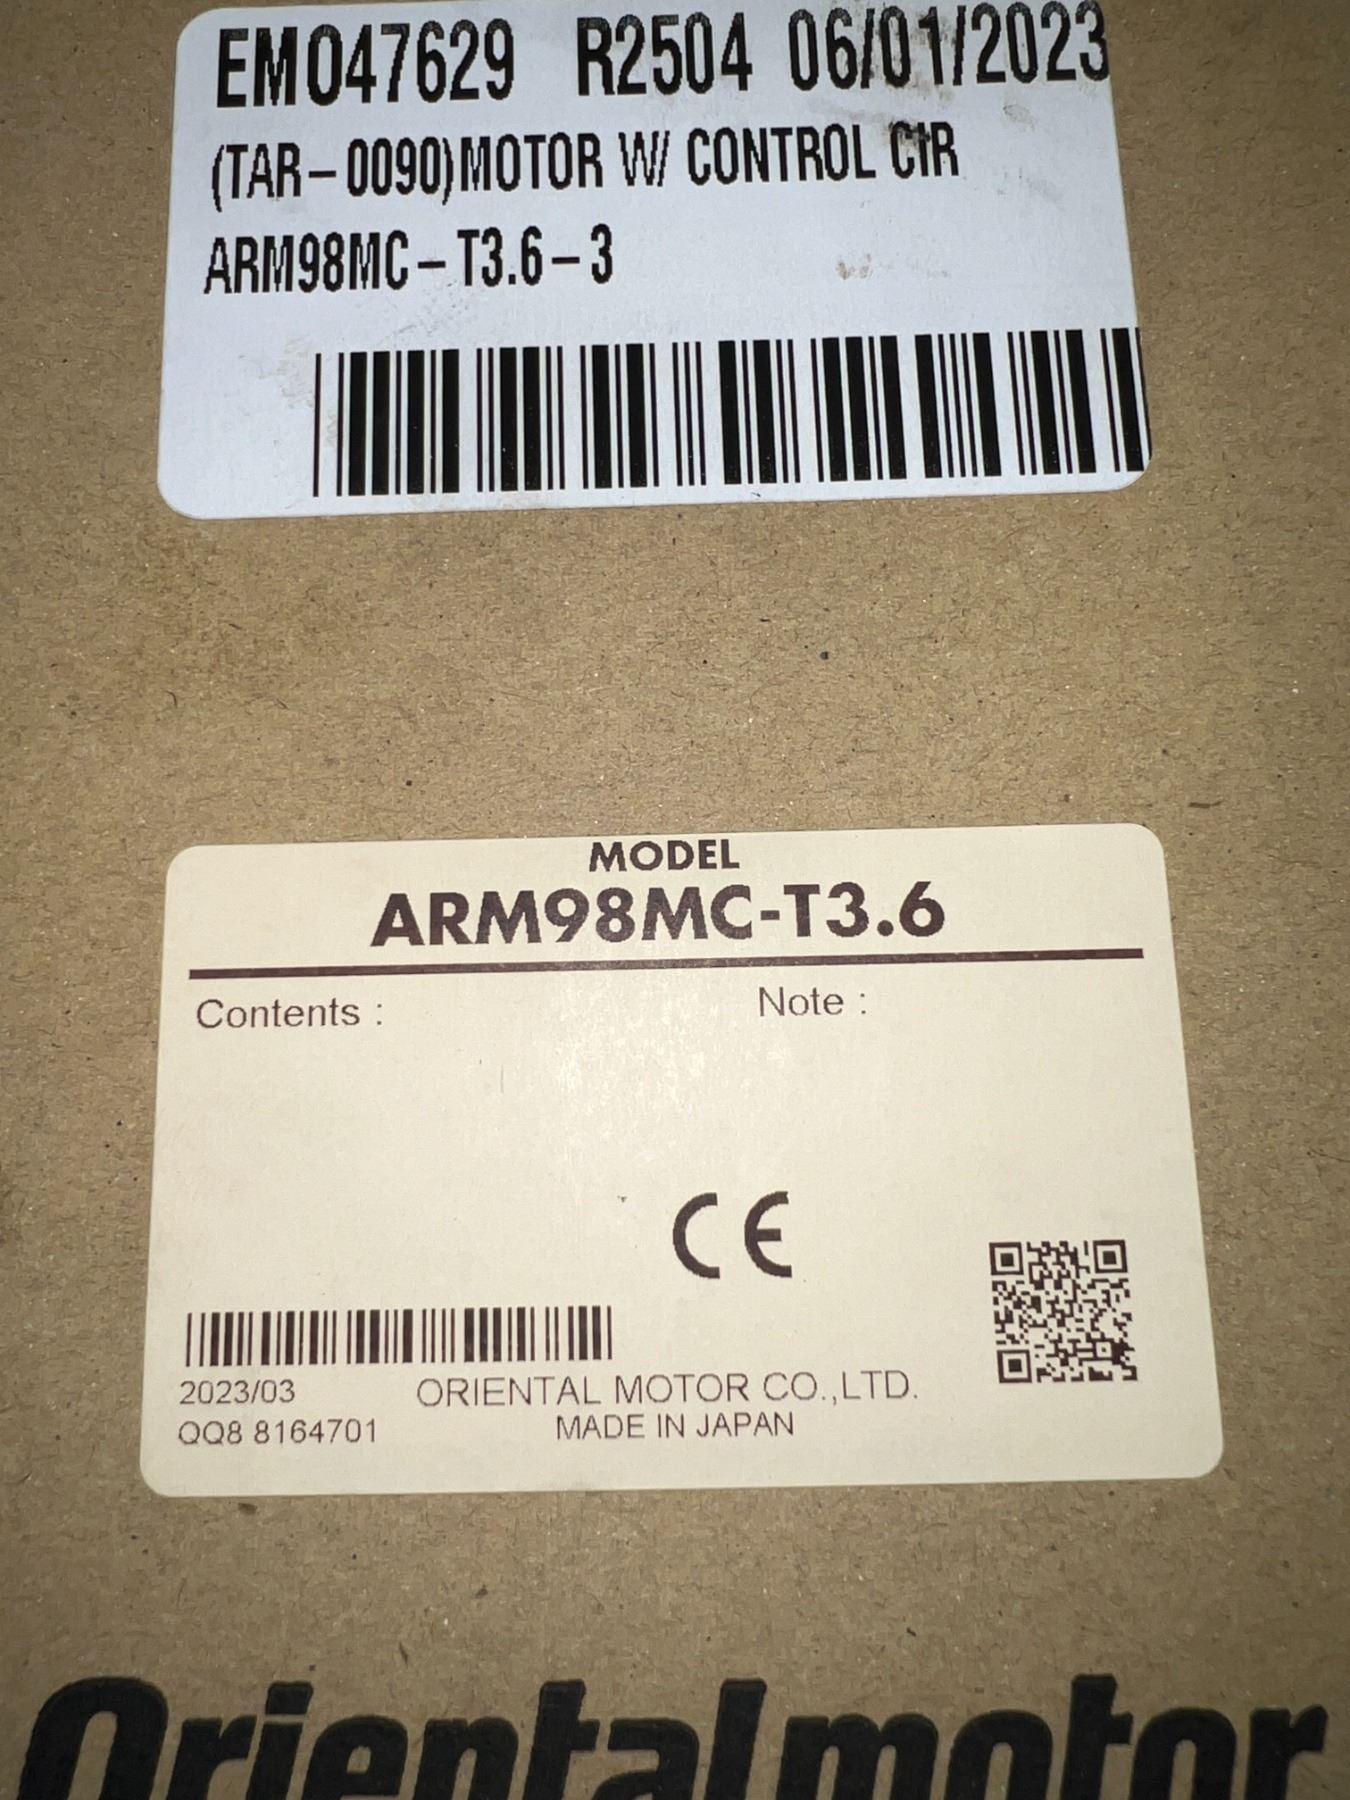 EM047629 R2504 06/01/2023
(TAR-0090)MOTOR W/ CONTROL CIR
ARM98MC-T3.6-3
MODEL
ARM98MC-T3.6
Contents :
Note :
CE
2023/03
ORIENTAL MOTOR CO.,LTD.
QQ8 8164701
MADE IN JAPAN
Orientalmotor